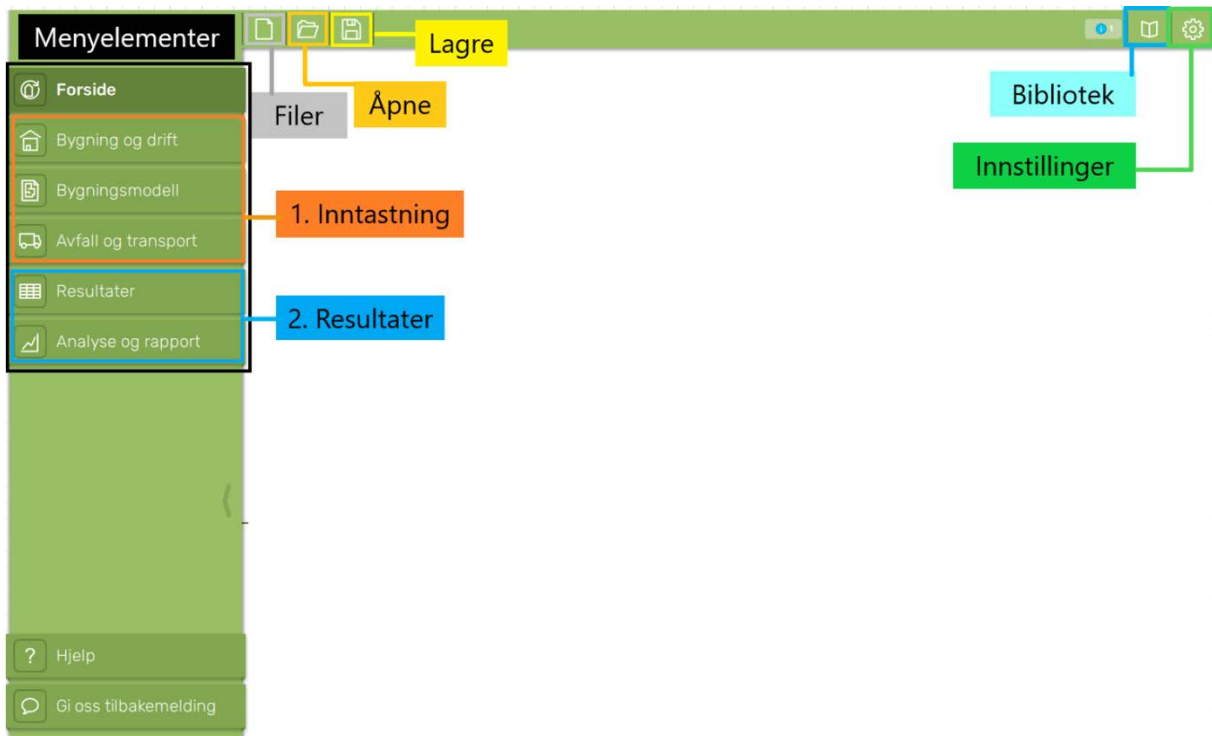 Menyelementer
Lagre
Filer
Åpne
Bibliotek
Innstillinger
Forside
Bygning og drift
Bygningsmodell
Avfall og transport
1. Inntastning
Resultater
Analyse og rapport
2. Resultater
Hjelp
Gi oss tilbakemelding